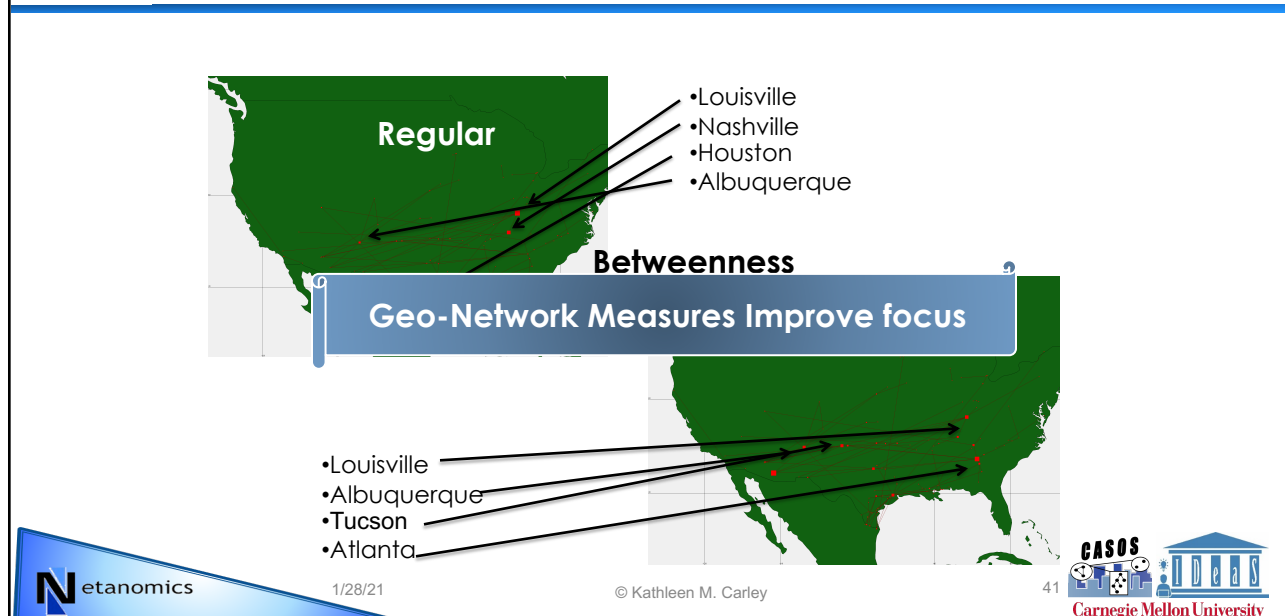 Regular
•Louisville
•Nashville
•Houston
•Albuquerque
Betweenness
Geo-Network Measures Improve focus
•Louisville
•Albuquerque
•Tucson
•Atlanta
Netanomics
1/28/21
© Kathleen M. Carley
41
CASOS
IDeaS
Carnegie Mellon University